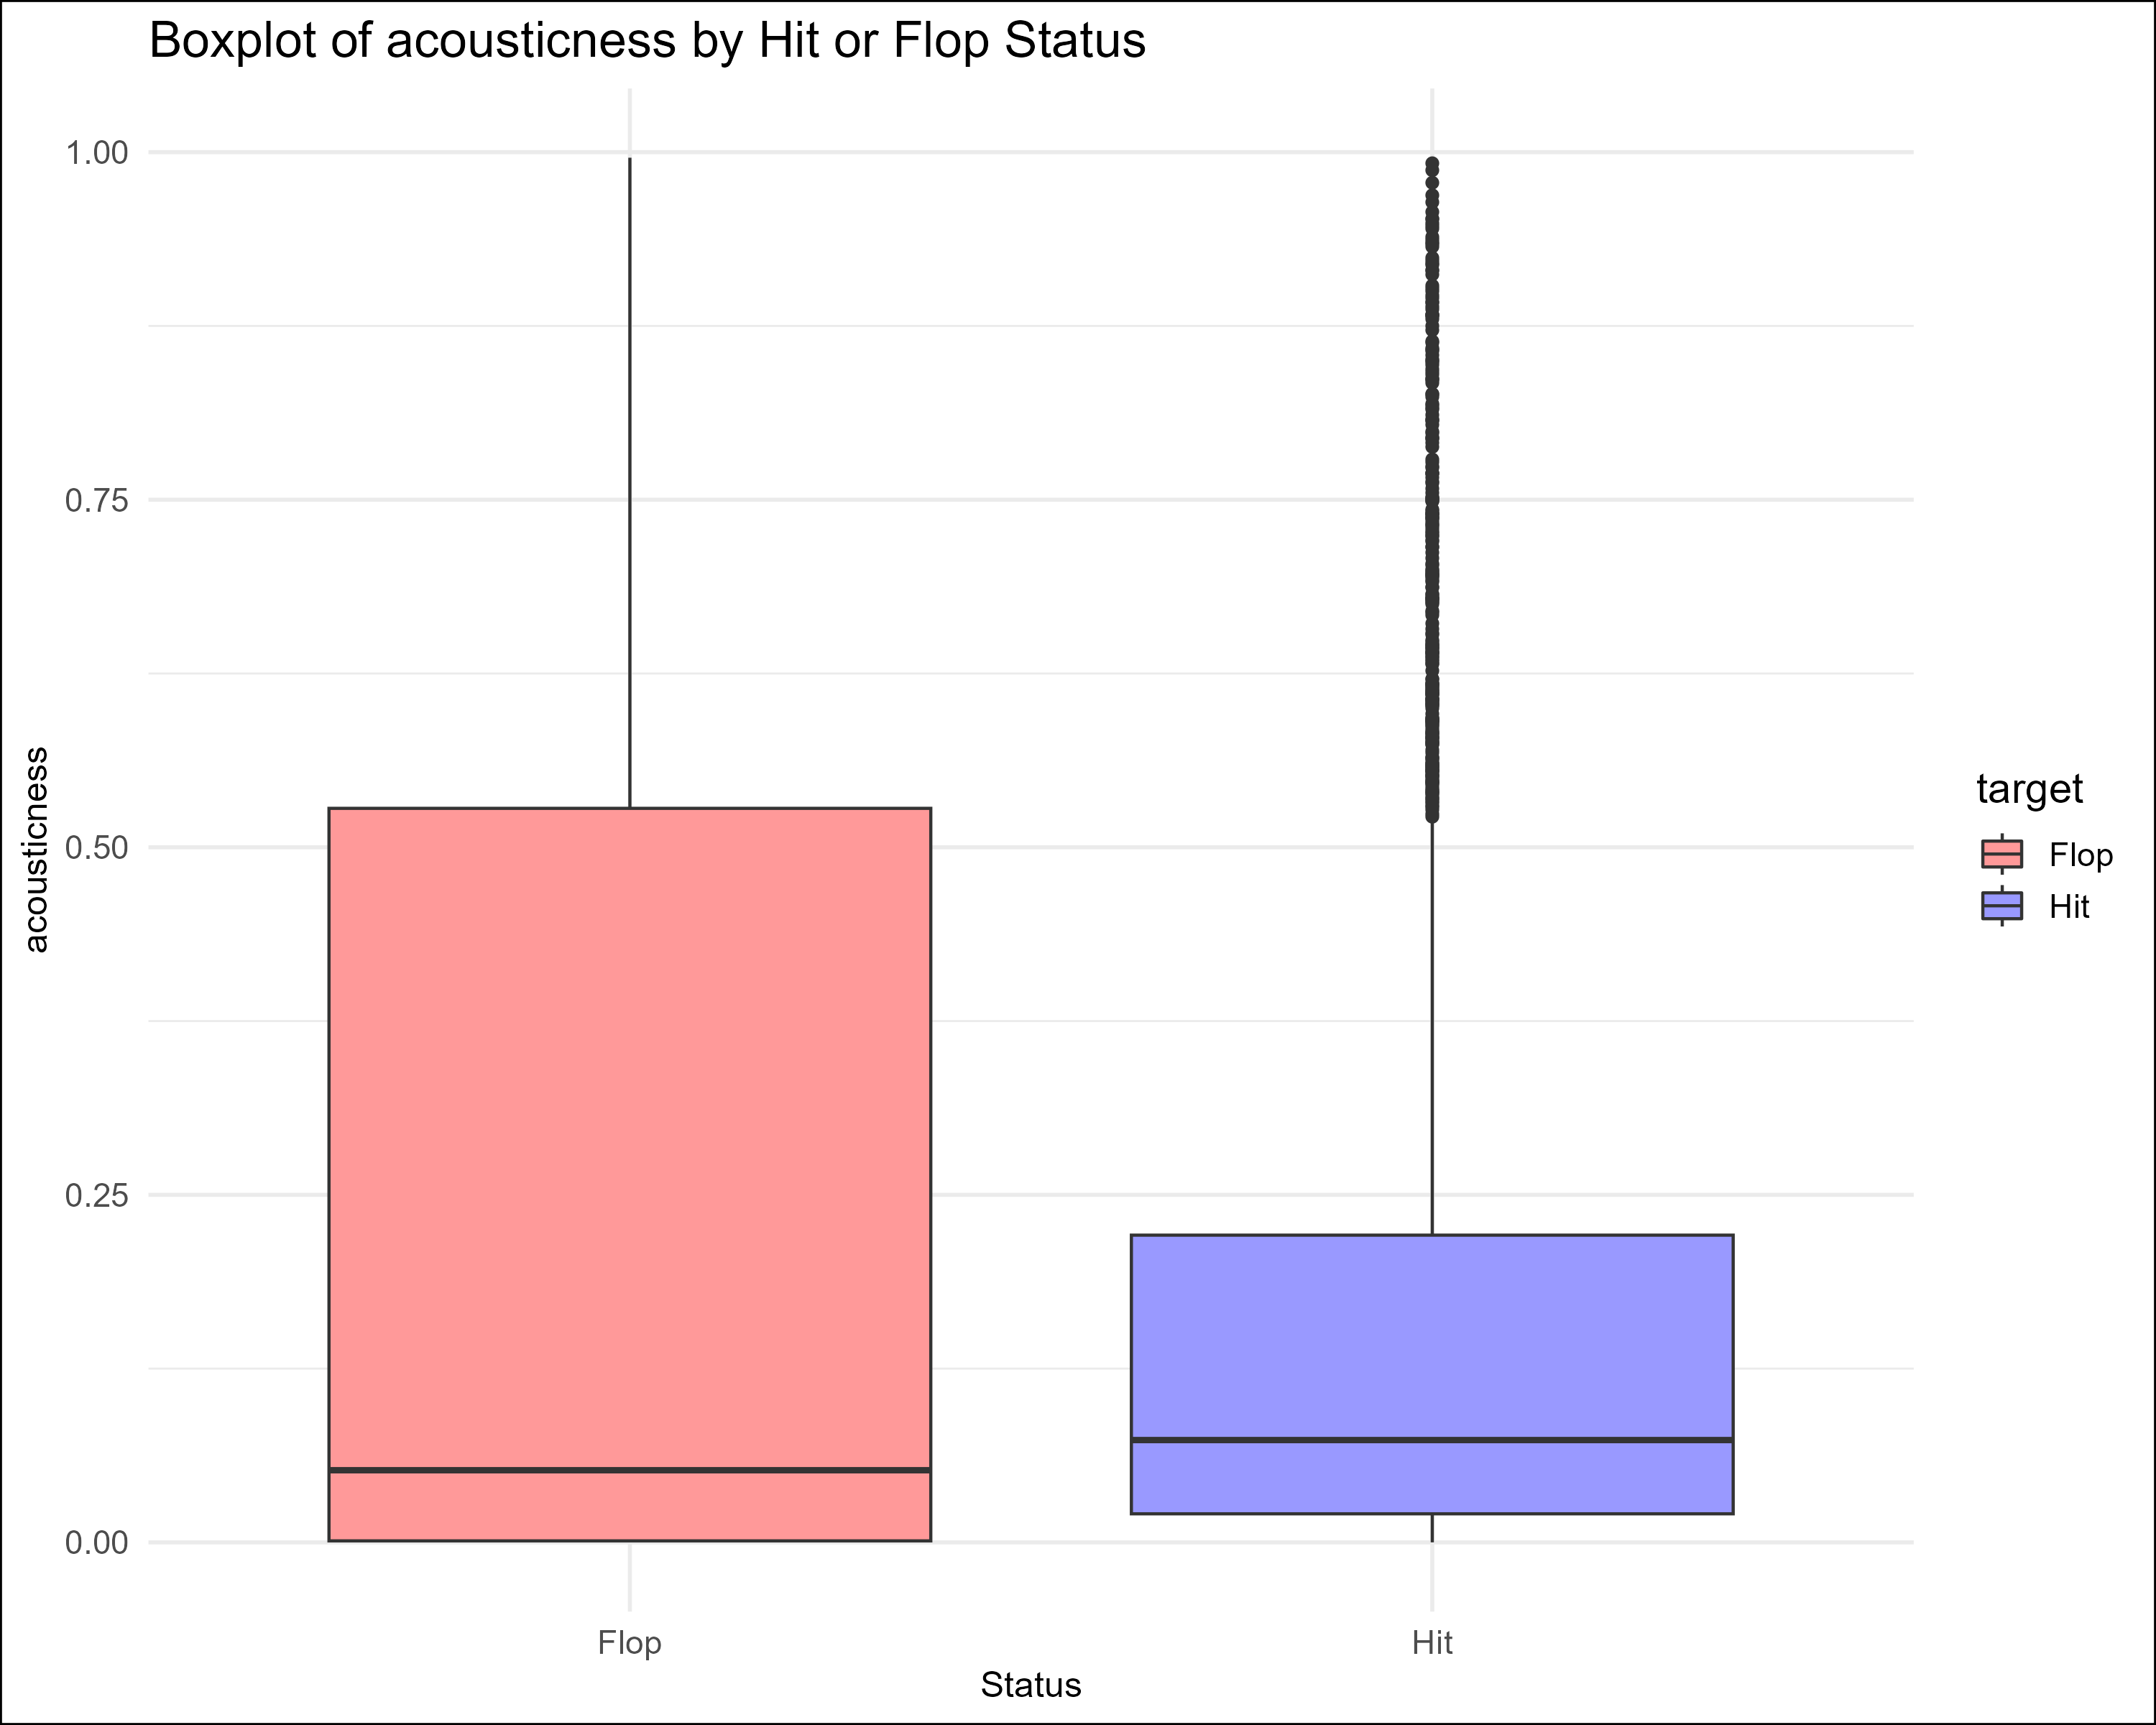 Boxplot of acousticness by Hit or Flop Status
1.00
0.75
0.50
0.25
0.00
acousticness
Flop
Hit
Status
target
Flop
Hit